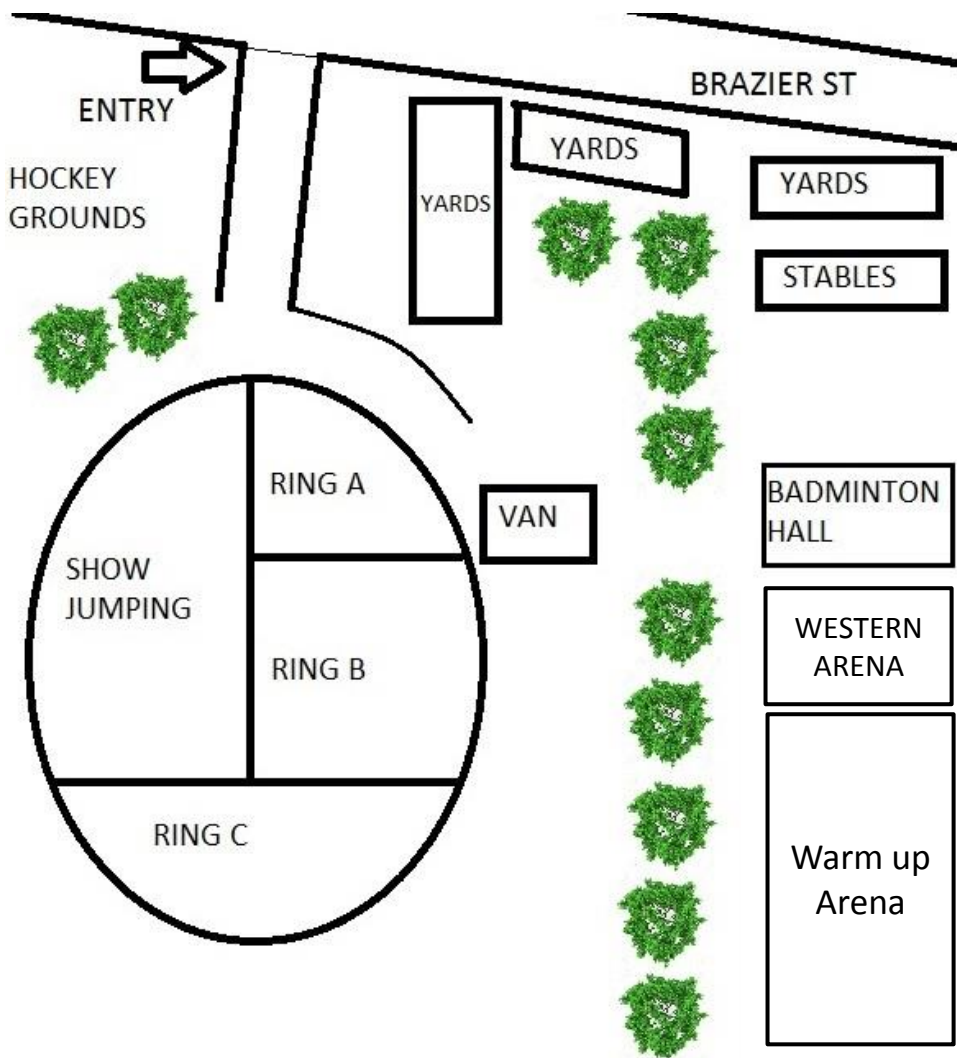 BRAZIER ST
ENTRY
HOCKEY
GROUNDS
YARDS
YARDS
YARDS
STABLES
RING A
VAN
BADMINTON
HALL
SHOW
JUMPING
RING B
WESTERN
ARENA
RING C
Warm up
Arena